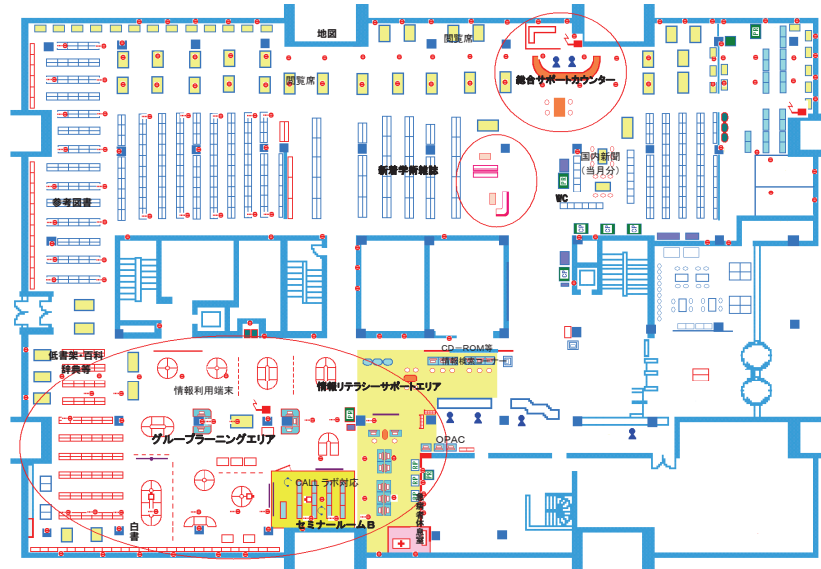 地図
閲覧席
閲覧席
総合サポートカウンター
新着学術雑誌
国内新聞
（当月分）
参考図書
WC
低書架・百科
辞典等
CD－ROM等
情報検索コーナー
情報利用端末
情報リテラシーサポートエリア
グループラーニングエリア
OPAC
CALLラボ対応
白書
セミナールームB